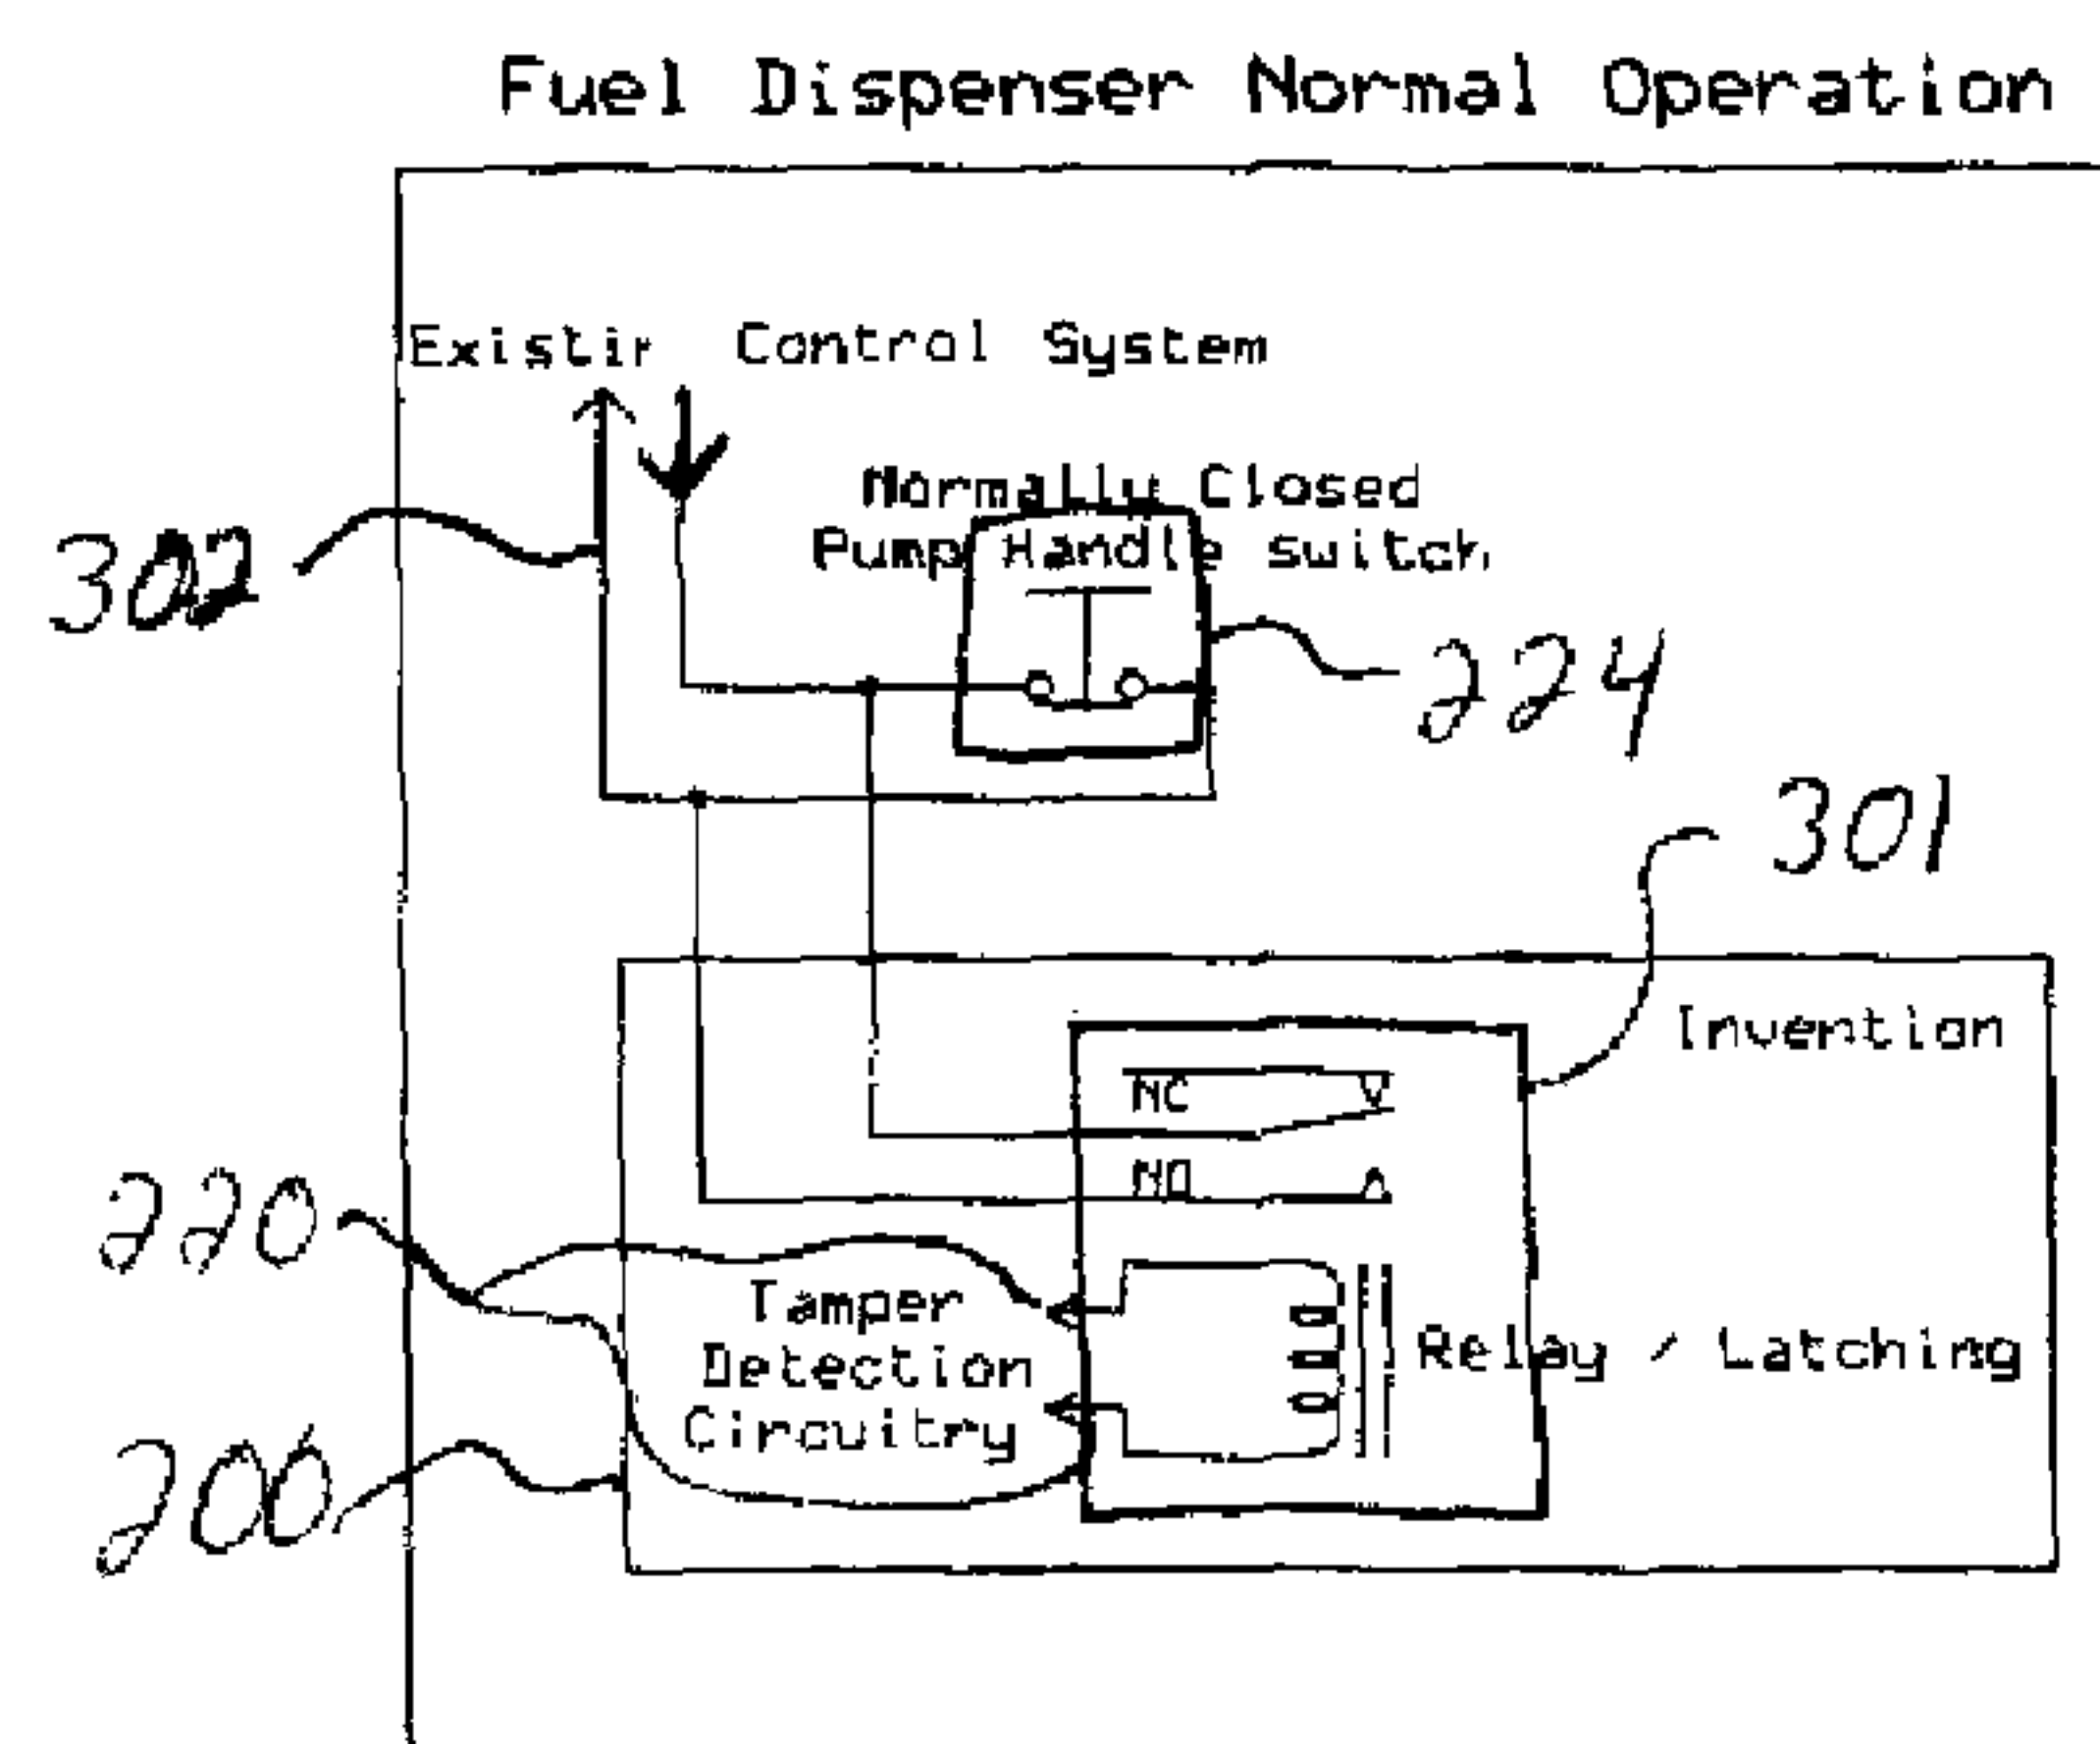 Fuel Dispenser Normal Operation
Existir Control System
Normally Closed
Pump Handle switch
302
224
301
Invention
NC
NO
220
Tamper
Detection
Circuitry
Relay / Latching
200